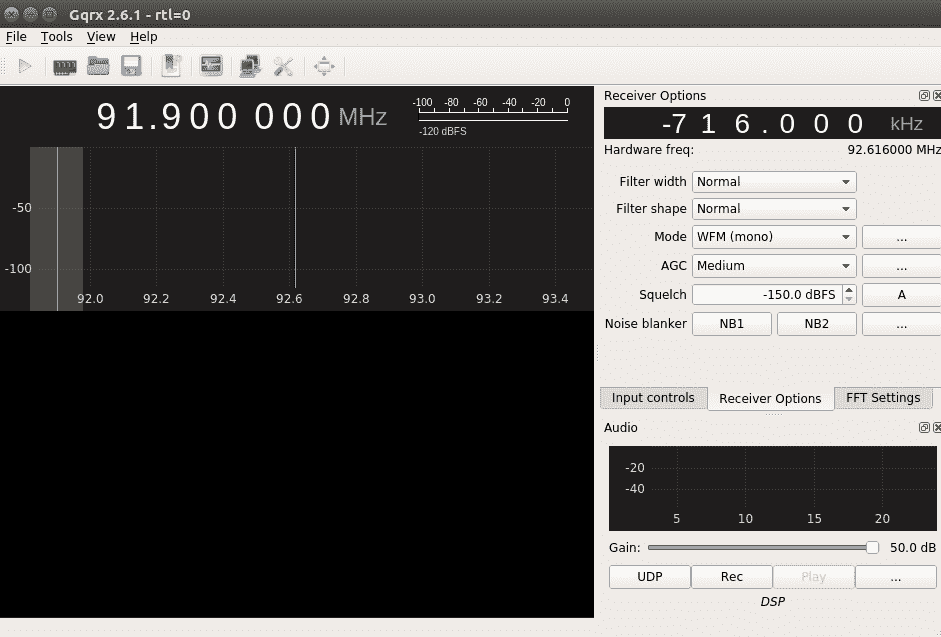 Gqrx 2.6.1 - rtl=0
File Tools View Help
91.900 000 MHz
-100 -80 -60 -40 -20 0
-120 dBFS
-50
-100
92.0 92.2 92.4 92.6 92.8 93.0 93.2 93.4
Receiver Options
-716.000 kHz
Hardware freq: 92.616000 MHz
Filter width Normal
Filter shape Normal
Mode WFM (mono) ...
AGC Medium ...
Squelch -150.0 dBFS A
Noise blanker NB1 NB2 ...
Input controls Receiver Options FFT Settings
Audio
-20
-40
5 10 15 20
Gain: 50.0 dB
UDP Rec Play ...
DSP